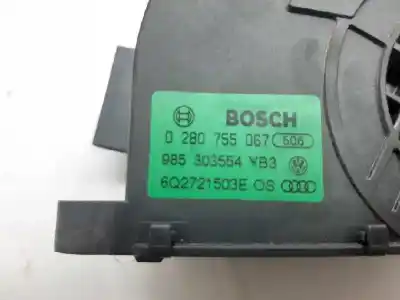 BOSCH
0 280 755 067 506
985 303554 YB3
6Q2721503E OS